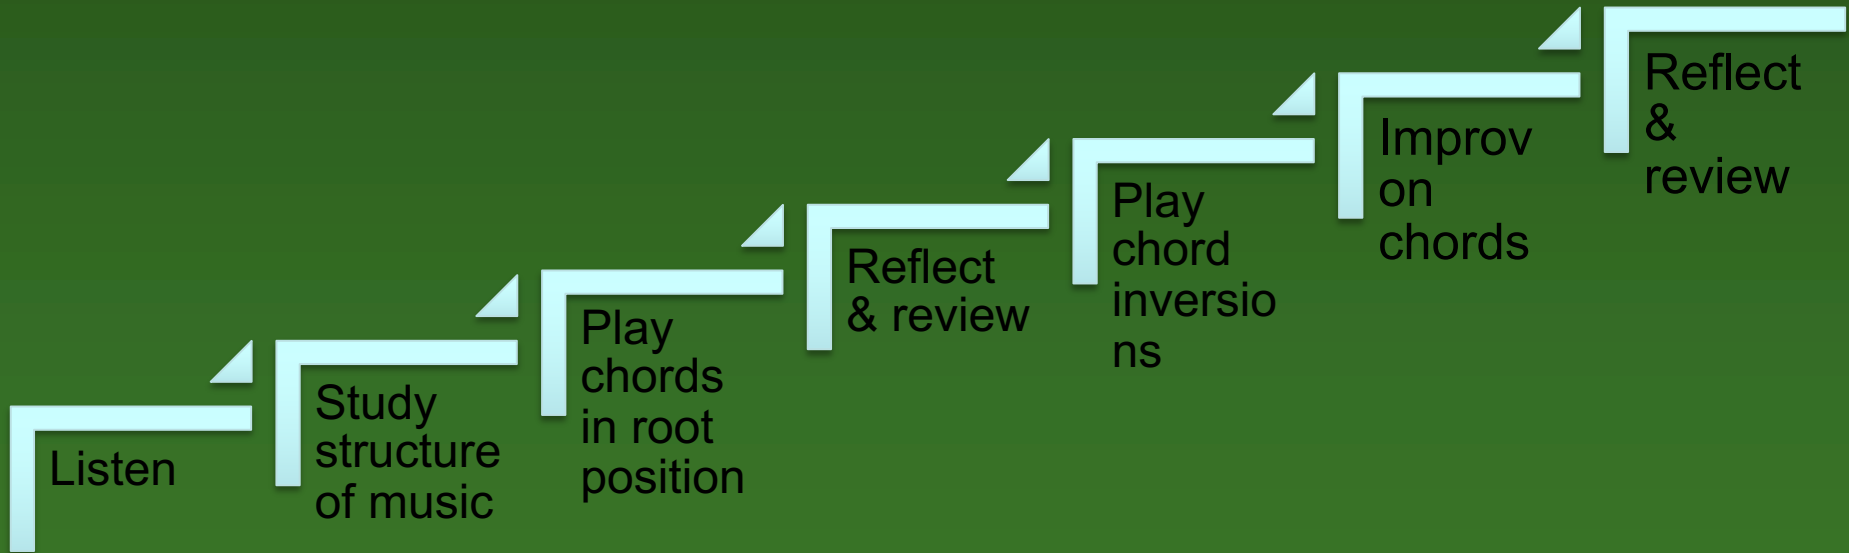 Listen
Study
structure
of music
Play
chords
in root
position
Reflect
& review
Play
chord
inversio
ns
Improv
on
chords
Reflect
&
review